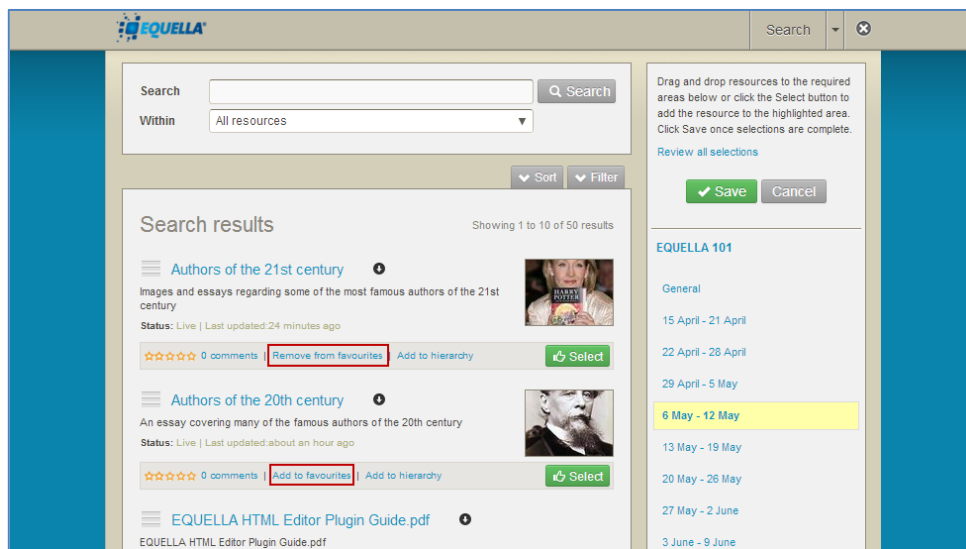 EQUELLA
Search
Search
Search
Within
All resources
Sort
Filter
Search results
Showing 1 to 10 of 50 results
Authors of the 21st century
Images and essays regarding some of the most famous authors of the 21st
century
Status: Live | Last updated:24 minutes ago
HARRY
POTTER
0 comments | Remove from favourites | Add to hierarchy
Select
Authors of the 20th century
An essay covering many of the famous authors of the 20th century
Status: Live | Last updated:about an hour ago
0 comments | Add to favourites | Add to hierarchy
Select
EQUELLA HTML Editor Plugin Guide.pdf
EQUELLA HTML Editor Plugin Guide.pdf
Drag and drop resources to the required
areas below or click the Select button to
add the resource to the highlighted area.
Click Save once selections are complete.
Review all selections
Save
Cancel
EQUELLA 101
General
15 April - 21 April
22 April - 28 April
29 April - 5 May
6 May - 12 May
13 May - 19 May
20 May - 26 May
27 May - 2 June
3 June - 9 June